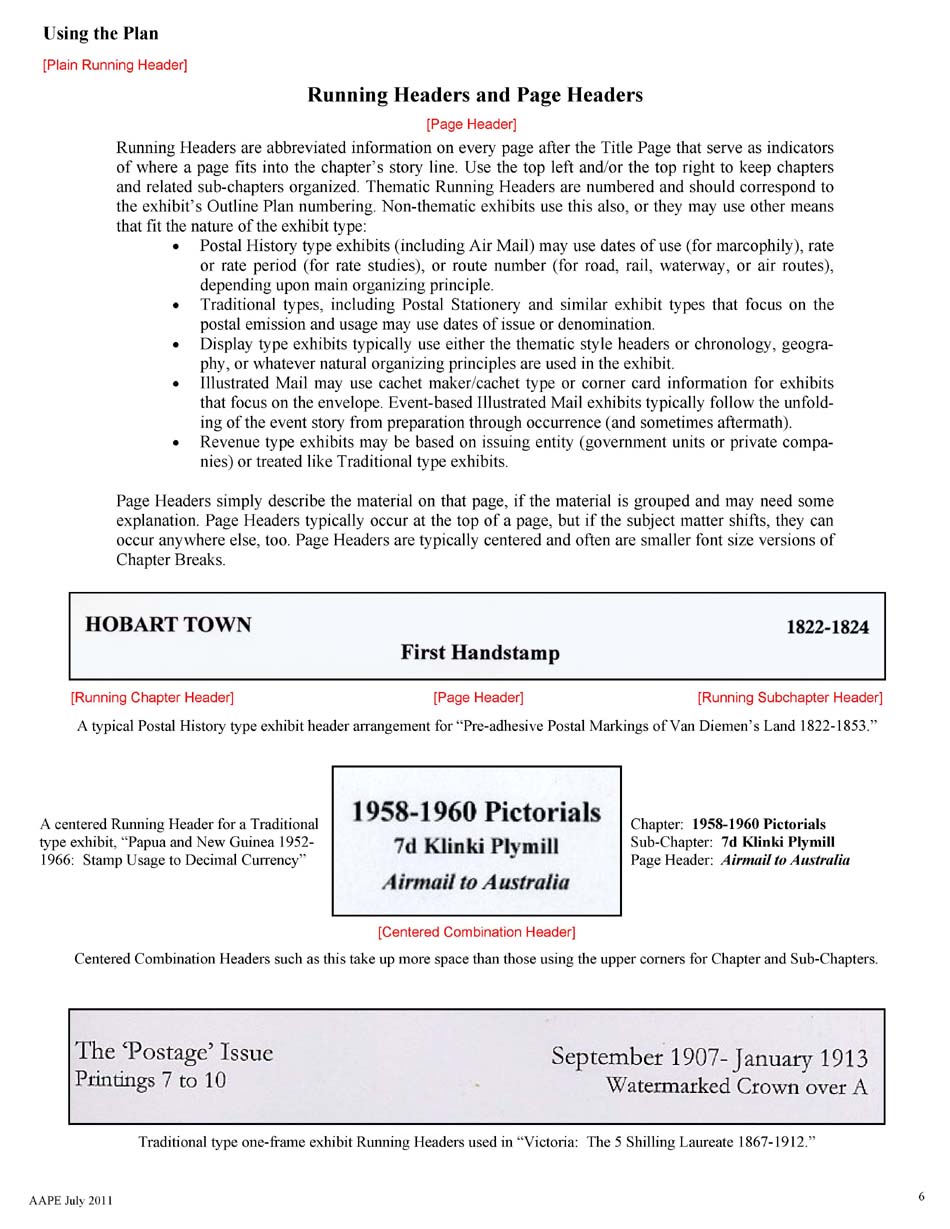 Using the Plan
[Plain Running Header]
Running Headers and Page Headers
[Page Header]
Running Headers are abbreviated information on every page after the Title Page that serve as indicators
of where a page fits into the chapter’s story line. Use the top left and/or the top right to keep chapters
and related sub-chapters organized. Thematic Running Headers are numbered and should correspond to
the exhibit’s Outline Plan numbering. Non-thematic exhibits use this also, or they may use other means
that fit the nature of the exhibit type:
• Postal History type exhibits (including Air Mail) may use dates of use (for marcophily), rate
or rate period (for rate studies), or route number (for road, rail, waterway, or air routes),
depending upon main organizing principle.
• Traditional types, including Postal Stationery and similar exhibit types that focus on the
postal emission and usage may use dates of issue or denomination.
• Display type exhibits typically use either the thematic style headers or chronology, geogra-
phy, or whatever natural organizing principles are used in the exhibit.
• Illustrated Mail may use cachet maker/cachet type or corner card information for exhibits
that focus on the envelope. Event-based Illustrated Mail exhibits typically follow the unfold-
ing of the event story from preparation through occurrence (and sometimes aftermath).
• Revenue type exhibits may be based on issuing entity (government units or private compa-
nies) or treated like Traditional type exhibits.
Page Headers simply describe the material on that page, if the material is grouped and may need some
explanation. Page Headers typically occur at the top of a page, but if the subject matter shifts, they can
occur anywhere else, too. Page Headers are typically centered and often are smaller font size versions of
Chapter Breaks.
HOBART TOWN 1822-1824
First Handstamp
[Running Chapter Header] [Page Header] [Running Subchapter Header]
A typical Postal History type exhibit header arrangement for “Pre-adhesive Postal Markings of Van Diemen’s Land 1822-1853.”
A centered Running Header for a Traditional
type exhibit, “Papua and New Guinea 1952-
1966: Stamp Usage to Decimal Currency”
1958-1960 Pictorials
7d Klinki Plymill
Airmail to Australia
Chapter: 1958-1960 Pictorials
Sub-Chapter: 7d Klinki Plymill
Page Header: Airmail to Australia
[Centered Combination Header]
Centered Combination Headers such as this take up more space than those using the upper corners for Chapter and Sub-Chapters.
The ‘Postage’ Issue September 1907- January 1913
Printings 7 to 10 Watermarked Crown over A
Traditional type one-frame exhibit Running Headers used in “Victoria: The 5 Shilling Laureate 1867-1912.”
AAPE July 2011 6